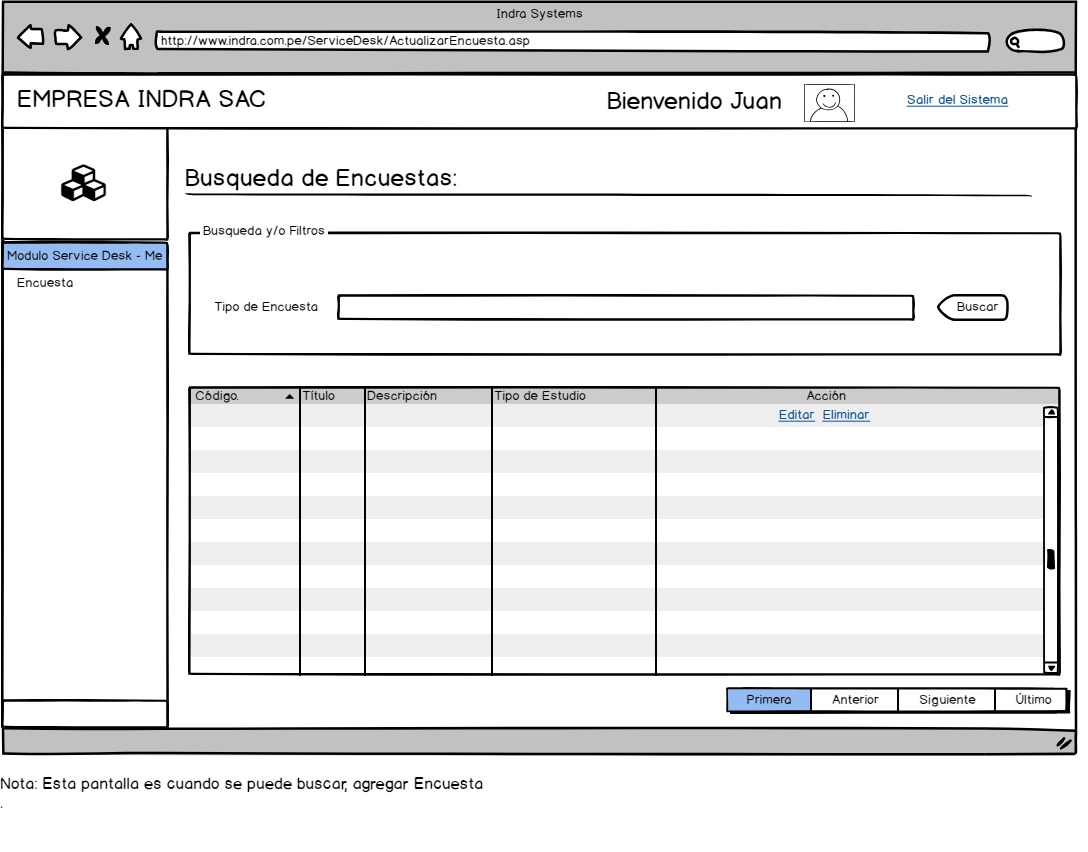 Indra Systems
http://www.indra.com.pe/ServiceDesk/ActualizarEncuesta.asp
EMPRESA INDRA SAC
Bienvenido Juan
Salir del Sistema
Busqueda de Encuestas:
Busqueda y/o Filtros
Modulo Service Desk - Me
Encuesta
Tipo de Encuesta
Buscar
Código. Título Descripción Tipo de Estudio Acción
Editar Eliminar
Primera Anterior Siguiente Último
Nota: Esta pantalla es cuando se puede buscar, agregar Encuesta
.